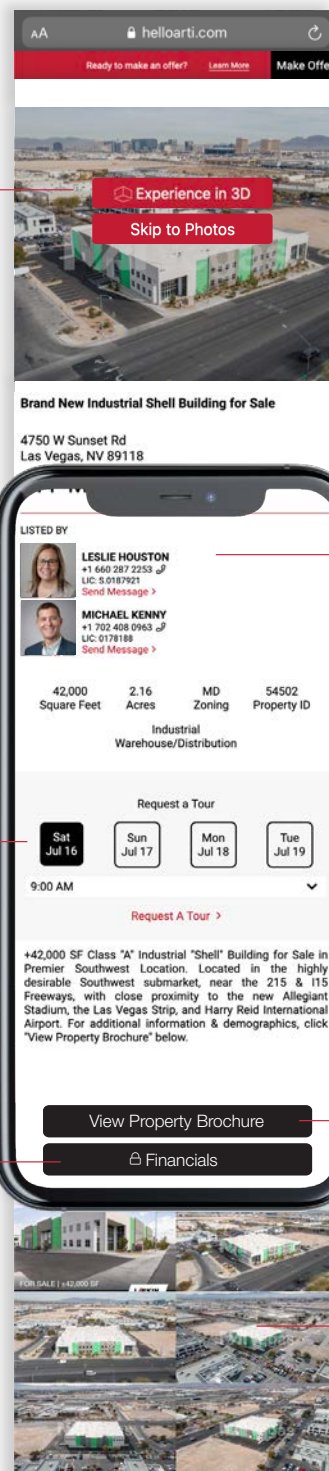 AA helloarti.com
Ready to make an offer? Learn More Make Offe
Experience in 3D
Skip to Photos
Brand New Industrial Shell Building for Sale
4750 W Sunset Rd
Las Vegas, NV 89118
LISTED BY
LESLIE HOUSTON
+1 660 287 2253
LIC: S.0187921
Send Message >
MICHAEL KENNY
+1 702 408 0963
LIC: 0178188
Send Message >
42,000 2.16 MD 54502
Square Feet Acres Zoning Property ID
Industrial
Warehouse/Distribution
Request a Tour
Sat Sun Mon Tue
Jul 16 Jul 17 Jul 18 Jul 19
9:00 AM
Request A Tour >
+42,000 SF Class "A" Industrial "Shell" Building for Sale in
Premier Southwest Location. Located in the highly
desirable Southwest submarket, near the 215 & I15
Freeways, with close proximity to the new Allegiant
Stadium, the Las Vegas Strip, and Harry Reid International
Airport. For additional information & demographics, click
"View Property Brochure" below.
View Property Brochure
Financials
FOR SALE | ±42,000 SF